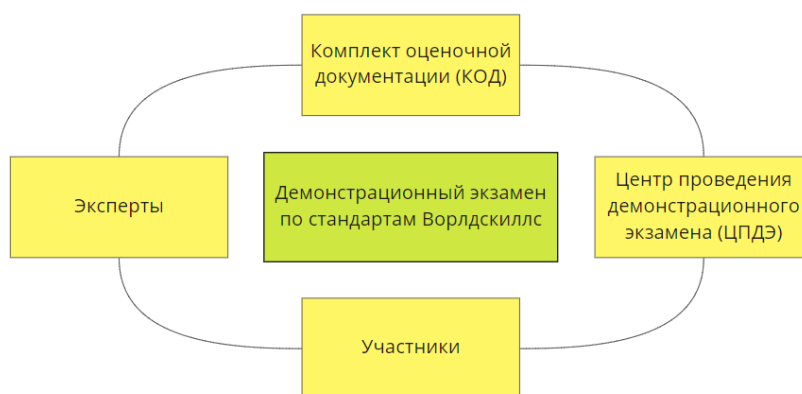 Комплект оценочной
документации (КОД)
Эксперты
Демонстрационный экзамен
по стандартам Ворлдскиллс
Центр проведения
демонстрационного
экзамена (ЦПДЭ)
Участники